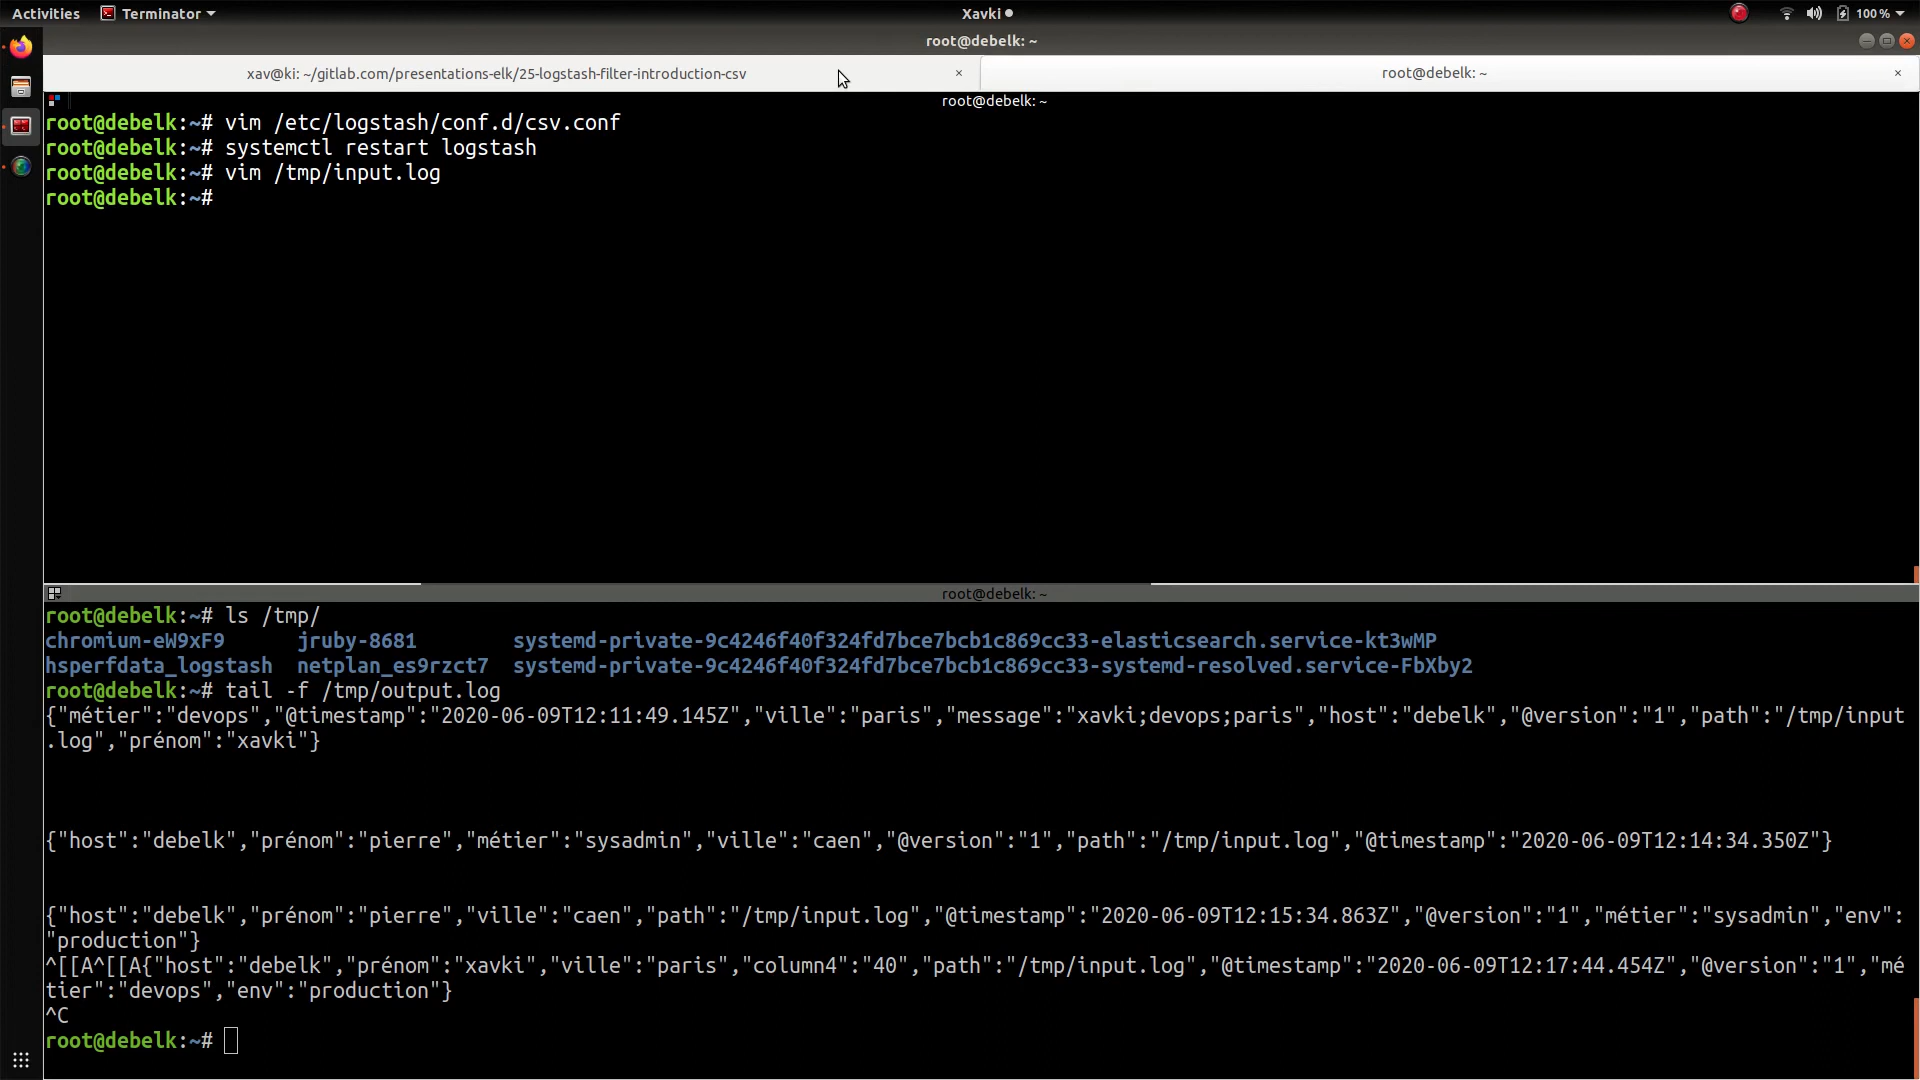 Activities
Terminator
Xavki
100 %
root@debelk: ~
xav@ki: ~/gitlab.com/presentations-elk/25-logstash-filter-introduction-csv
×
root@debelk: ~
×
root@debelk: ~
root@debelk:~# vim /etc/logstash/conf.d/csv.conf
root@debelk:~# systemctl restart logstash
root@debelk:~# vim /tmp/input.log
root@debelk:~#
root@debelk: ~
root@debelk:~# ls /tmp/
chromium-eW9xF9      jruby-8681        systemd-private-9c4246f40f324fd7bce7bcb1c869cc33-elasticsearch.service-kt3wMP
hsperfdata_logstash  netplan_es9rzct7  systemd-private-9c4246f40f324fd7bce7bcb1c869cc33-systemd-resolved.service-FbXby2
root@debelk:~# tail -f /tmp/output.log
{"métier":"devops","@timestamp":"2020-06-09T12:11:49.145Z","ville":"paris","message":"xavki;devops;paris","host":"debelk","@version":"1","path":"/tmp/input
.log","prénom":"xavki"}
{"host":"debelk","prénom":"pierre","métier":"sysadmin","ville":"caen","@version":"1","path":"/tmp/input.log","@timestamp":"2020-06-09T12:14:34.350Z"}
{"host":"debelk","prénom":"pierre","ville":"caen","path":"/tmp/input.log","@timestamp":"2020-06-09T12:15:34.863Z","@version":"1","métier":"sysadmin","env":
"production"}
^[[A^[[A{"host":"debelk","prénom":"xavki","ville":"paris","column4":"40","path":"/tmp/input.log","@timestamp":"2020-06-09T12:17:44.454Z","@version":"1","mé
tier":"devops","env":"production"}
^C
root@debelk:~#